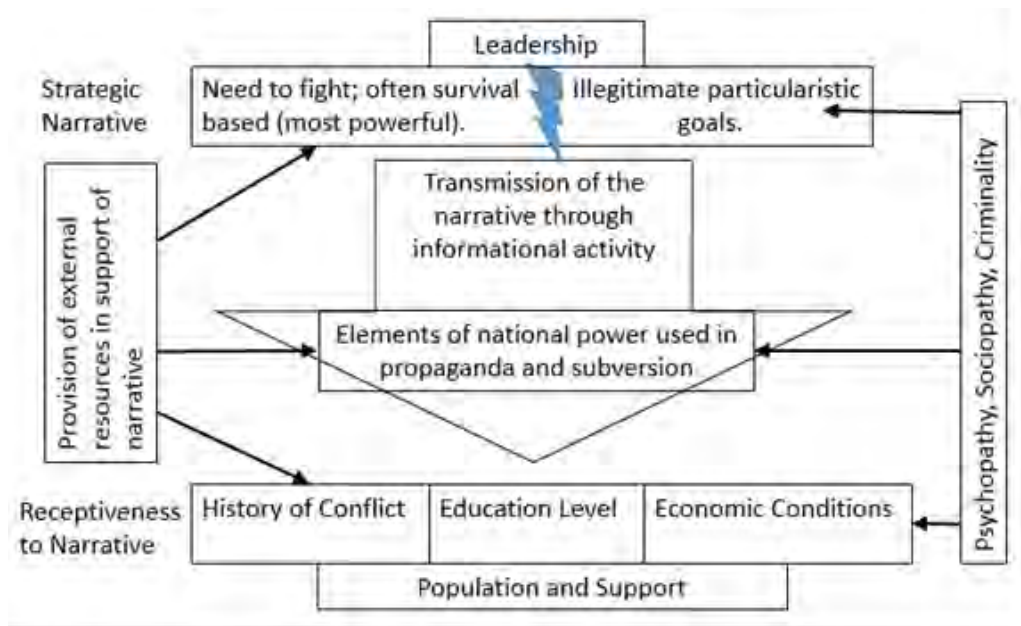 Leadership
Strategic
Narrative
Need to fight; often survival
based (most powerful).
Illegitimate particularistic
goals.
Transmission of the
narrative through
informational activity
Provision of external
resources in support of
narrative
Elements of national power used in
propaganda and subversion
Psychopathy, Sociopathy, Criminality
Receptiveness
to Narrative
History of Conflict
Education Level
Economic Conditions
Population and Support